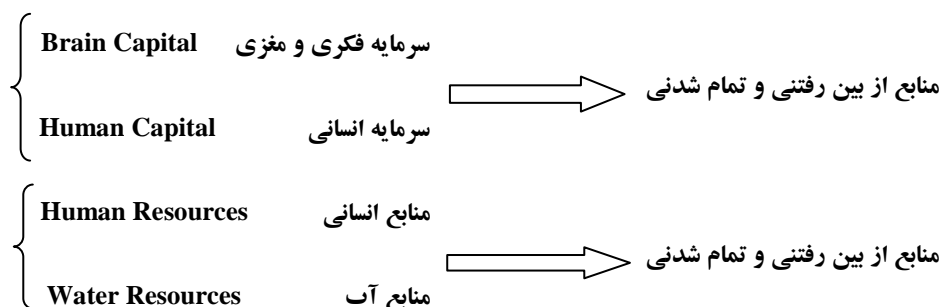 Brain Capital سرمایه فکری و مغزی
منابع از بین رفتنی و تمام شدنی
Human Capital سرمایه انسانی
Human Resources منابع انسانی
منابع از بین رفتنی و تمام شدنی
Water Resources منابع آب